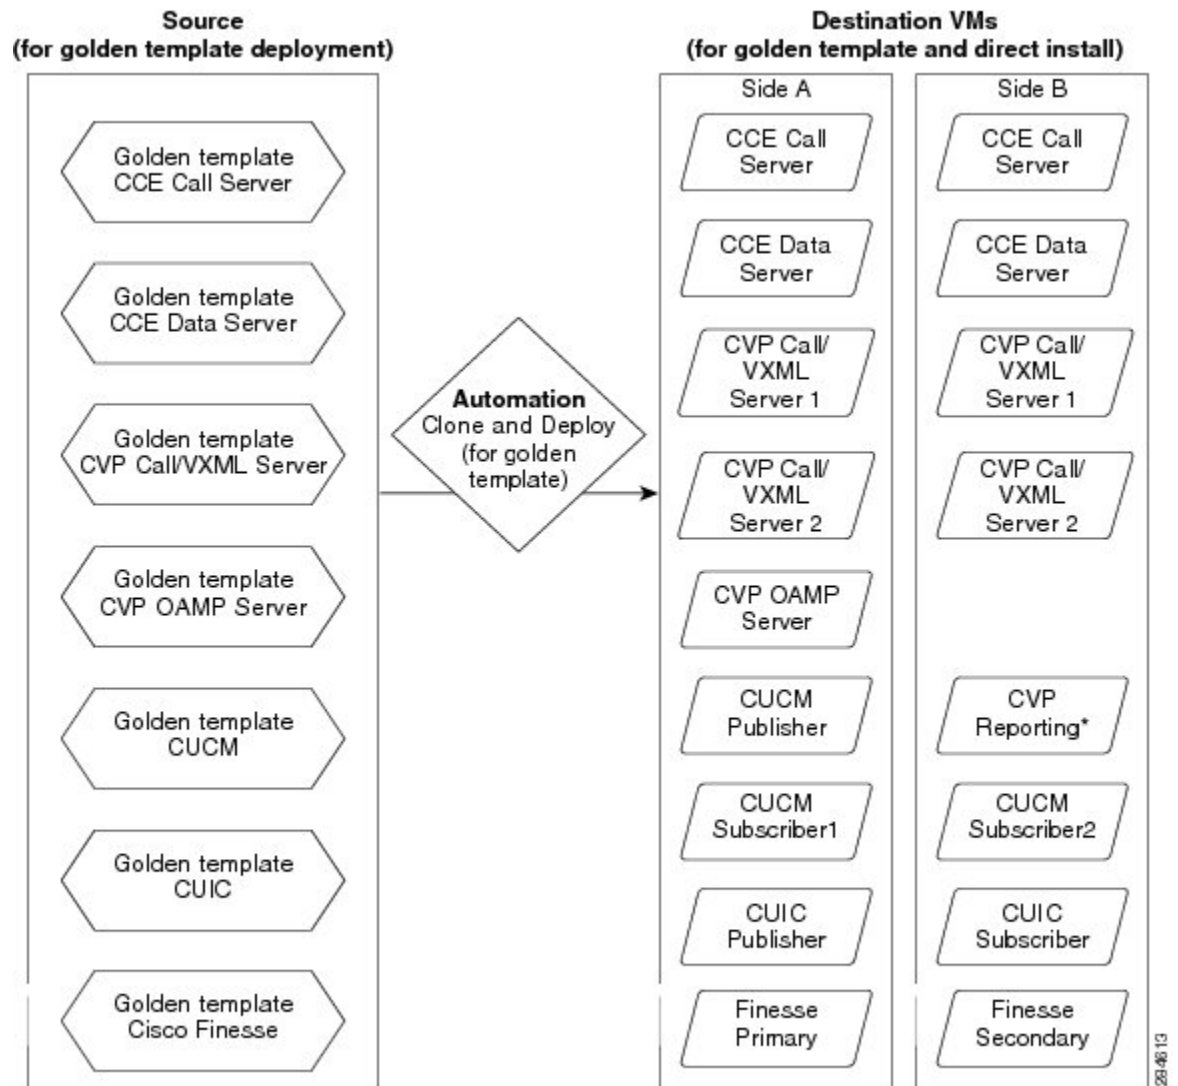 Source
(for golden template deployment)
Golden template
CCE Call Server
Golden template
CCE Data Server
Golden template
CVP Call/VXML Server
Golden template
CVP OAMP Server
Golden template
CUCM
Golden template
CUIC
Golden template
Cisco Finesse
Automation
Clone and Deploy
(for golden
template)
Destination VMs
(for golden template and direct install)
Side A
CCE Call
Server
CCE Data
Server
CVP Call/
VXML
Server 1
CVP Call/
VXML
Server 2
CVP OAMP
Server
CUCM
Publisher
CUCM
Subscriber1
CUIC
Publisher
Finesse
Primary
Side B
CCE Call
Server
CCE Data
Server
CVP Call/
VXML
Server 1
CVP Call/
VXML
Server 2
CVP
Reporting*
CUCM
Subscriber2
CUIC
Subscriber
Finesse
Secondary
284613